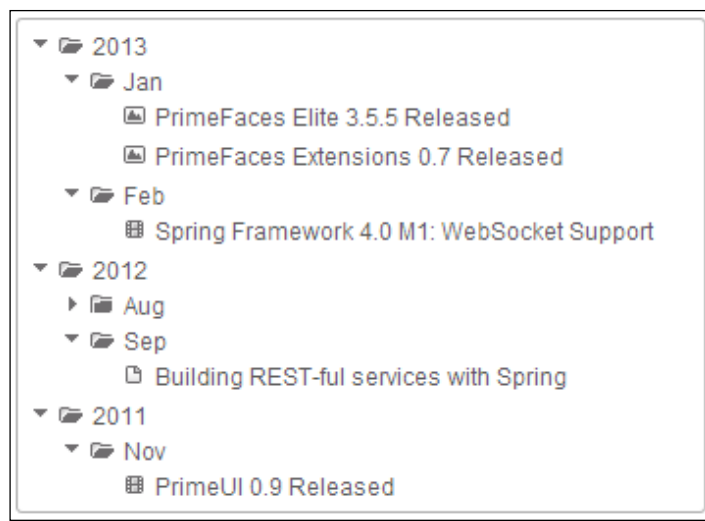 2013
Jan
PrimeFaces Elite 3.5.5 Released
PrimeFaces Extensions 0.7 Released
Feb
Spring Framework 4.0 M1: WebSocket Support
2012
Aug
Sep
Building REST-ful services with Spring
2011
Nov
PrimeUI 0.9 Released